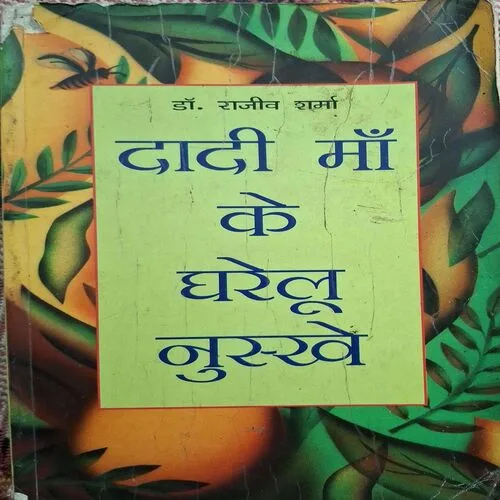 डॉ. राजीव शर्मा
दादी माँ
के
घरेलू
नुस्खे